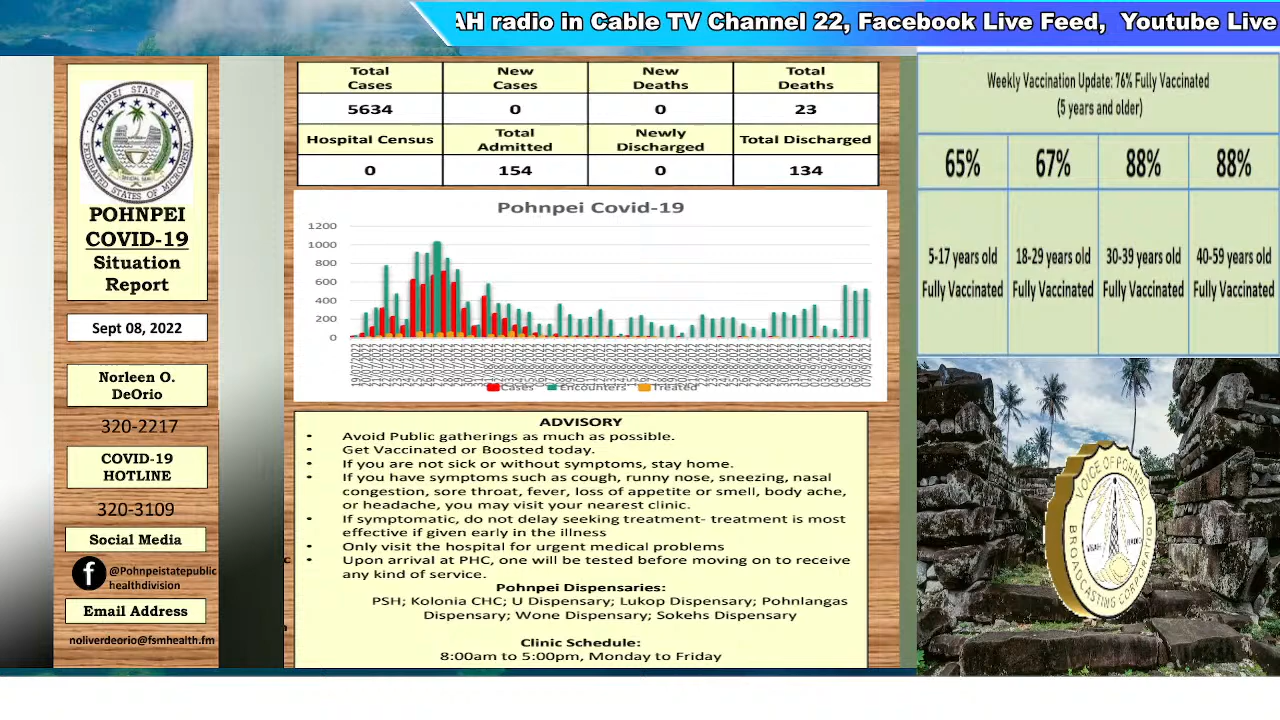 AH radio in Cable TV Channel 22, Facebook Live Feed, Youtube Live
POHNPEI STATE SEAL
FEDERATED STATES OF MICRONESIA
POHNPEI
COVID-19
Situation
Report
Sept 08, 2022
Norleen O.
DeOrio
320-2217
COVID-19
HOTLINE
320-3109
Social Media
@Pohnpeistatepublic
healthdivision
Email Address
noliverdeorio@fsmhealth.fm
Total Cases
New Cases
New Deaths
Total Deaths
5634
0
0
23
Hospital Census
Total Admitted
Newly Discharged
Total Discharged
0
154
0
134
Pohnpei Covid-19
1200
1000
800
600
400
200
0
Cases
Encounters
Treated
ADVISORY
• Avoid Public gatherings as much as possible.
• Get Vaccinated or Boosted today.
• If you are not sick or without symptoms, stay home.
• If you have symptoms such as cough, runny nose, sneezing, nasal
congestion, sore throat, fever, loss of appetite or smell, body ache,
or headache, you may visit your nearest clinic.
• If symptomatic, do not delay seeking treatment- treatment is most
effective if given early in the illness
• Only visit the hospital for urgent medical problems
• Upon arrival at PHC, one will be tested before moving on to receive
any kind of service.
Pohnpei Dispensaries:
PSH; Kolonia CHC; U Dispensary; Lukop Dispensary; Pohnlangas
Dispensary; Wone Dispensary; Sokehs Dispensary
Clinic Schedule:
8:00am to 5:00pm, Monday to Friday
Weekly Vaccination Update: 76% Fully Vaccinated
(5 years and older)
65%
67%
88%
88%
5-17 years old
Fully Vaccinated
18-29 years old
Fully Vaccinated
30-39 years old
Fully Vaccinated
40-59 years old
Fully Vaccinated
VOICE OF POHNPEI
V6AH RADIO
BROADCASTING CORPORATION